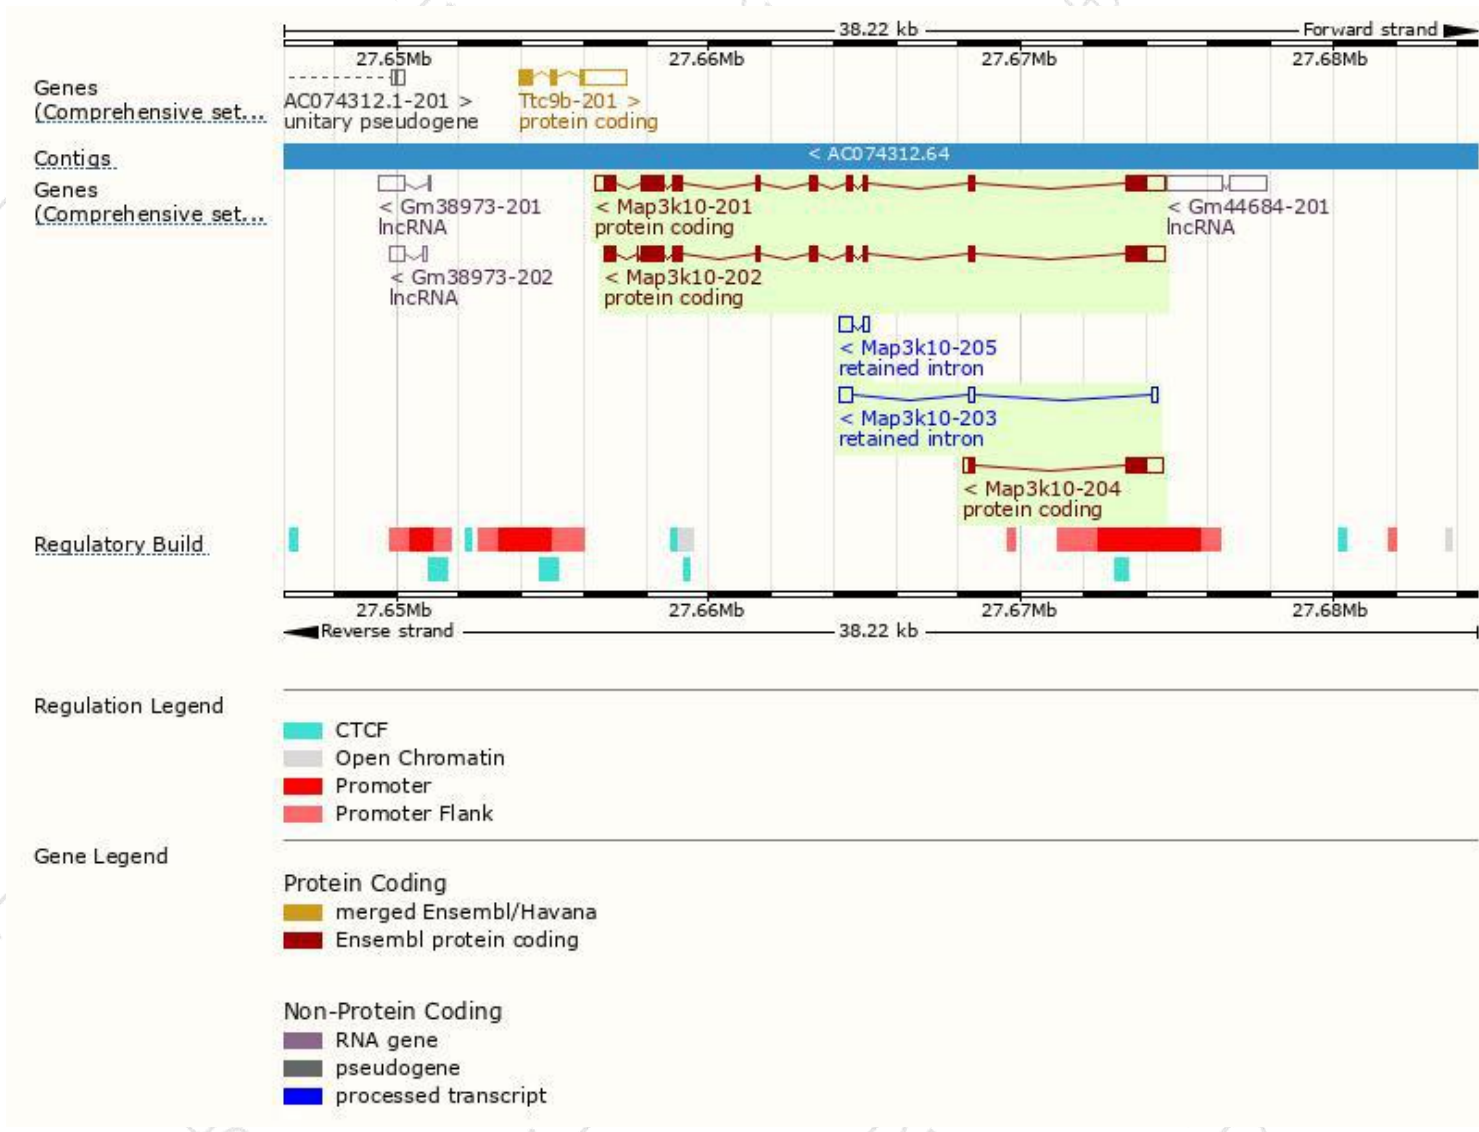 38.22 kb Forward strand
27.65Mb 27.66Mb 27.67Mb 27.68Mb
Genes
(Comprehensive set...
AC074312.1-201 > Ttc9b-201 >
unitary pseudogene protein coding
Contigs < AC074312.64
Genes
(Comprehensive set...
< Gm38973-201 < Map3k10-201 < Gm44684-201
lncRNA protein coding lncRNA
< Gm38973-202 < Map3k10-202
lncRNA protein coding
< Map3k10-205
retained intron
< Map3k10-203
retained intron
< Map3k10-204
protein coding
Regulatory Build
27.65Mb 27.66Mb 27.67Mb 27.68Mb
Reverse strand 38.22 kb
Regulation Legend
CTCF
Open Chromatin
Promoter
Promoter Flank
Gene Legend
Protein Coding
merged Ensembl/Havana
Ensembl protein coding
Non-Protein Coding
RNA gene
pseudogene
processed transcript